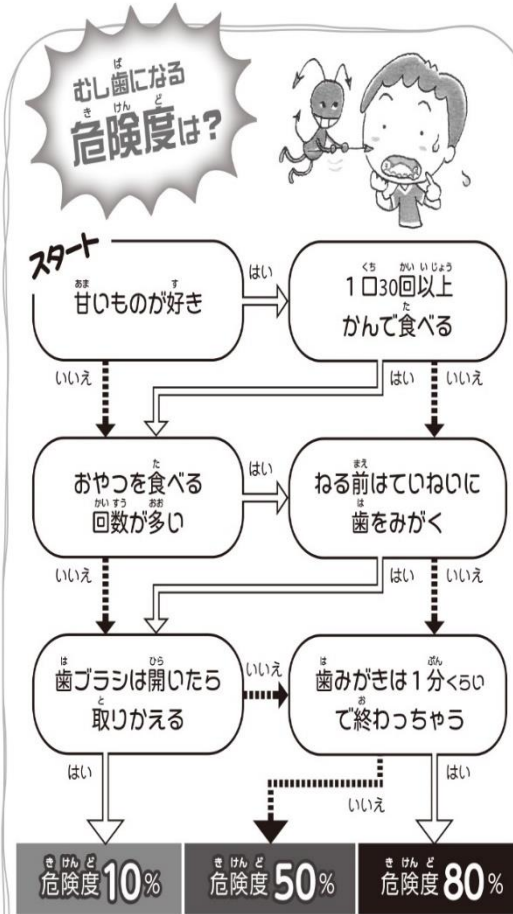 むし歯になる
危険度は？
スタート
甘いものが好き
はい
1口30回以上
かんで食べる
いいえ
はい
いいえ
おやつを食べる
回数が多い
はい
ねる前はていねいに
歯をみがく
いいえ
はい
いいえ
歯ブラシは開いたら
取りかえる
いいえ
歯みがきは1分くらい
で終わっちゃう
はい
いいえ
はい
危険度10%
危険度50%
危険度80%